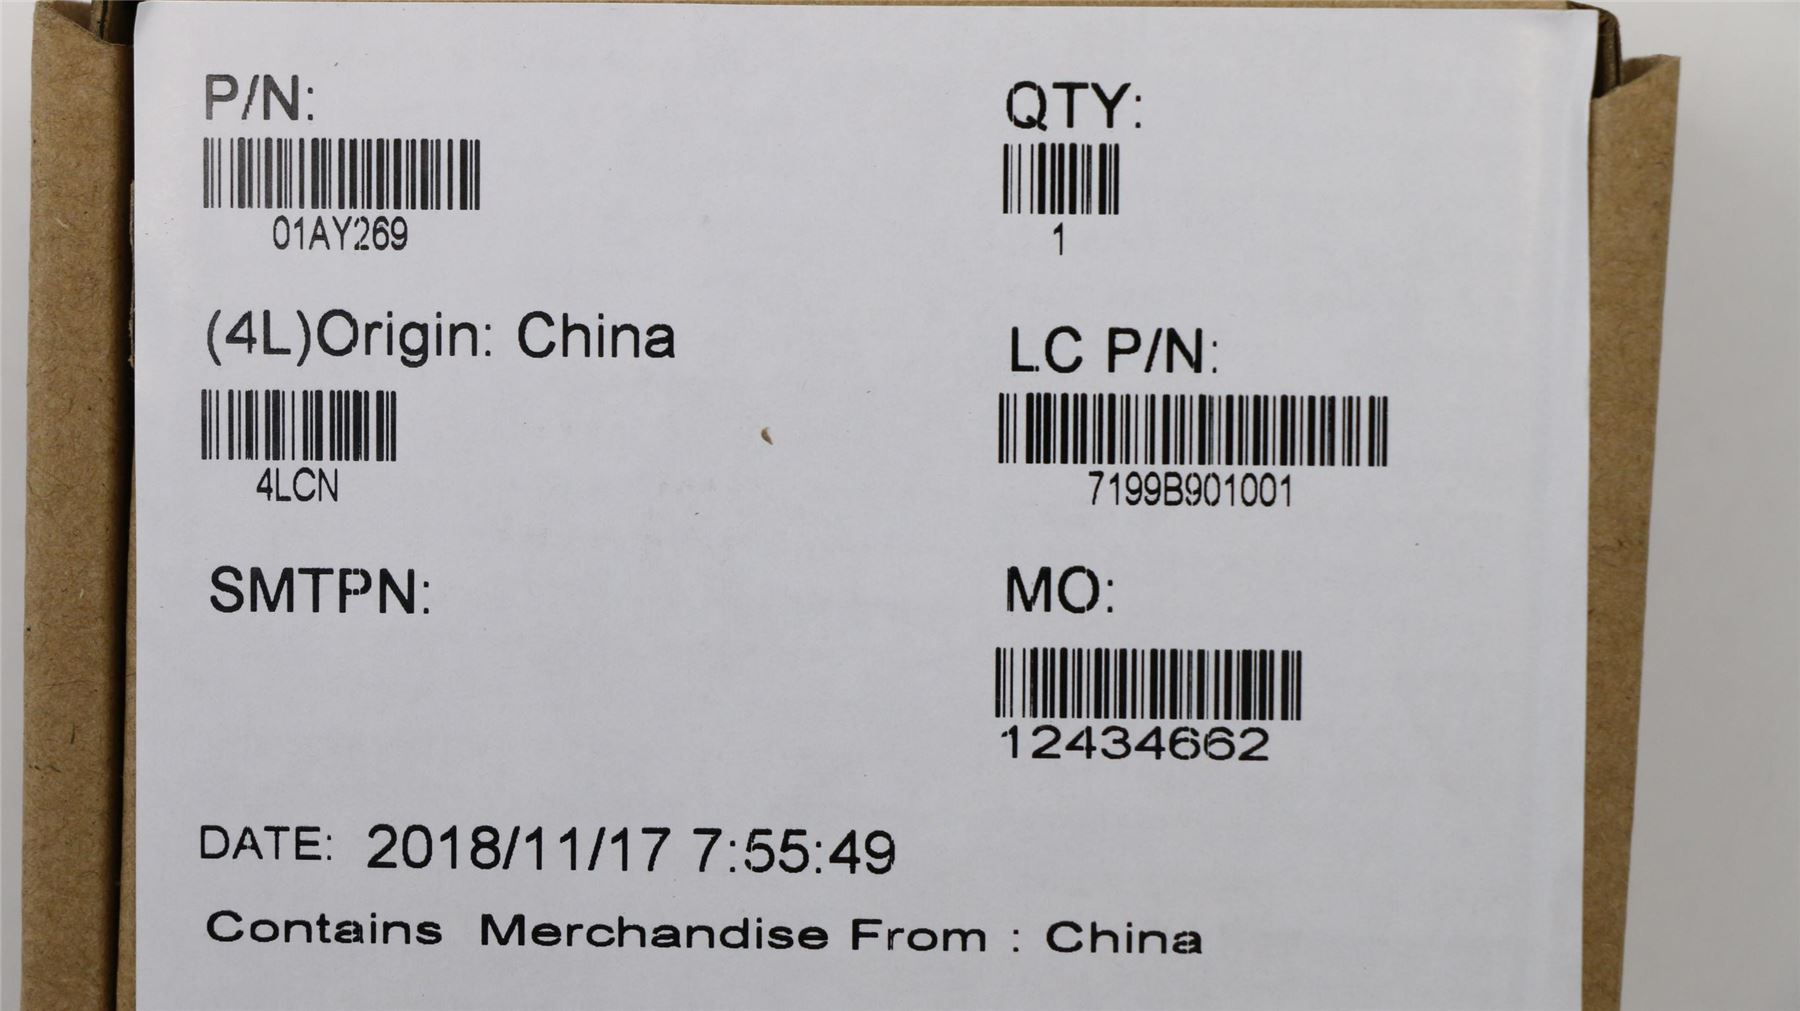 P/N:
01AY269
QTY:
1
(4L)Origin: China
4LCN
LC P/N:
7199B901001
SMTPN:
MO:
12434662
DATE: 2018/11/17 7:55:49
Contains Merchandise From : China